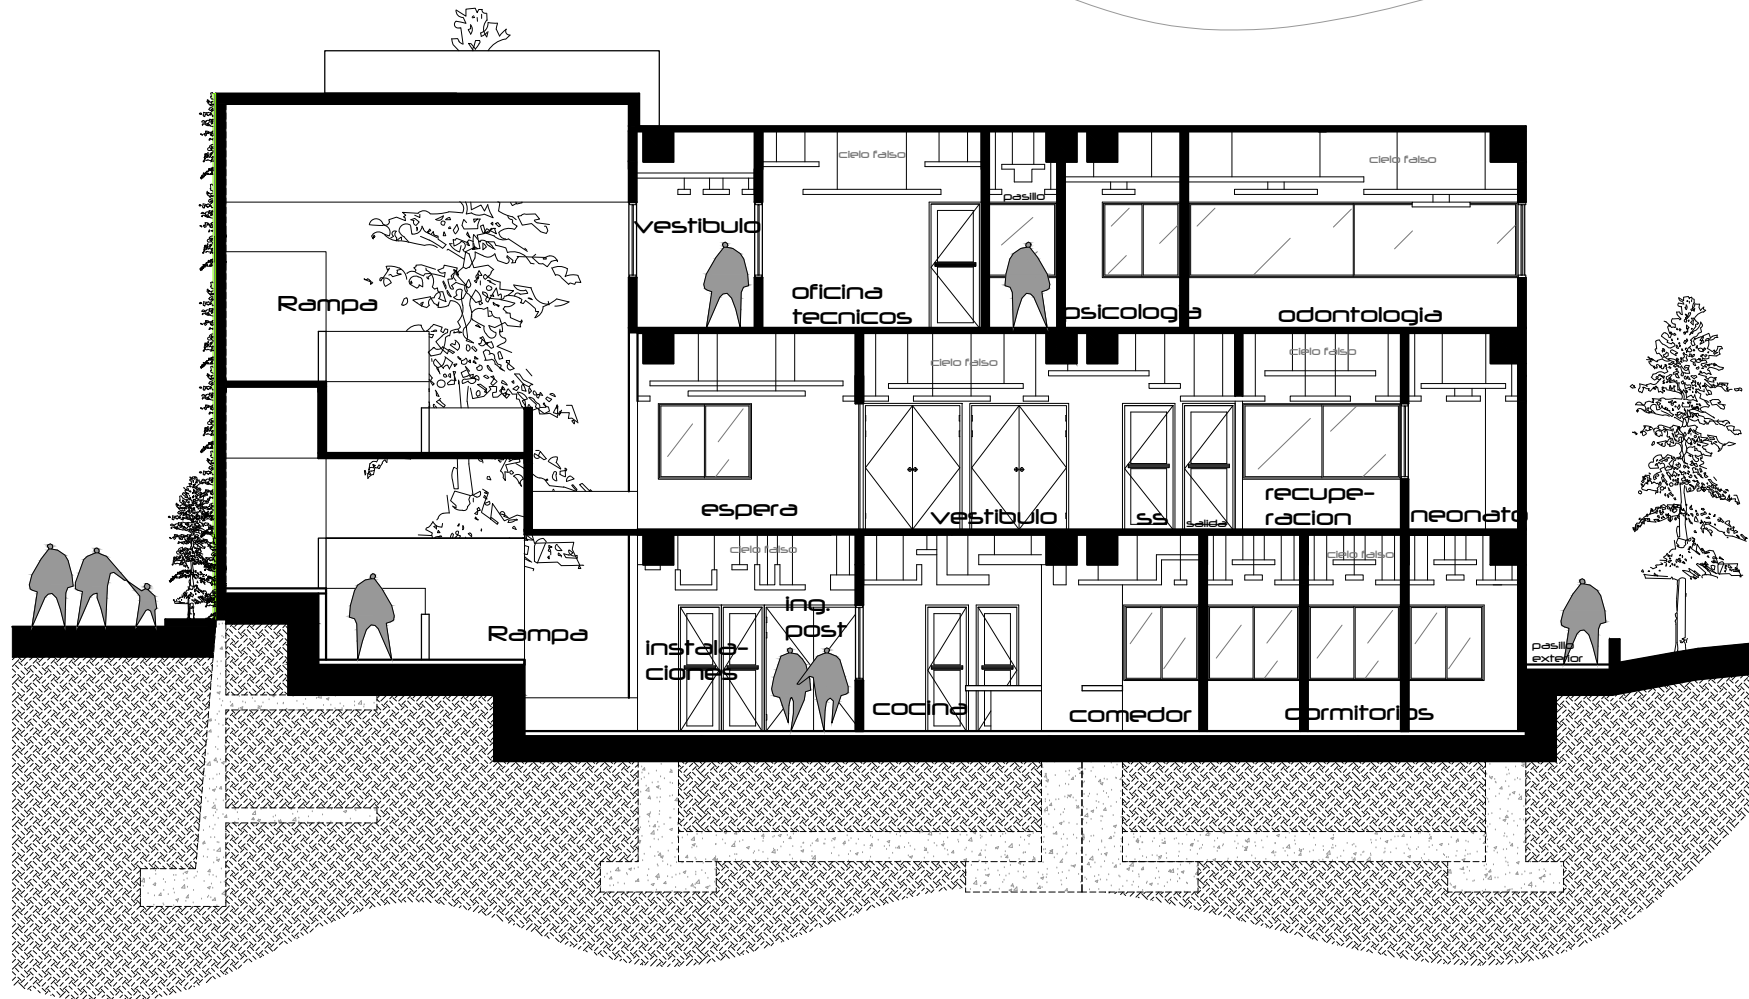 cielo falso
cielo falso
pasillo
vestibulo
Rampa
oficina
tecnicos
psicologia
odontologia
cielo falso
cielo falso
espera
vestibulo
ss
salida
recupe-
racion
neonato
cielo falso
cielo falso
ing.
post
Rampa
instala-
ciones
cocina
comedor
dormitorios
pasillo
exterior